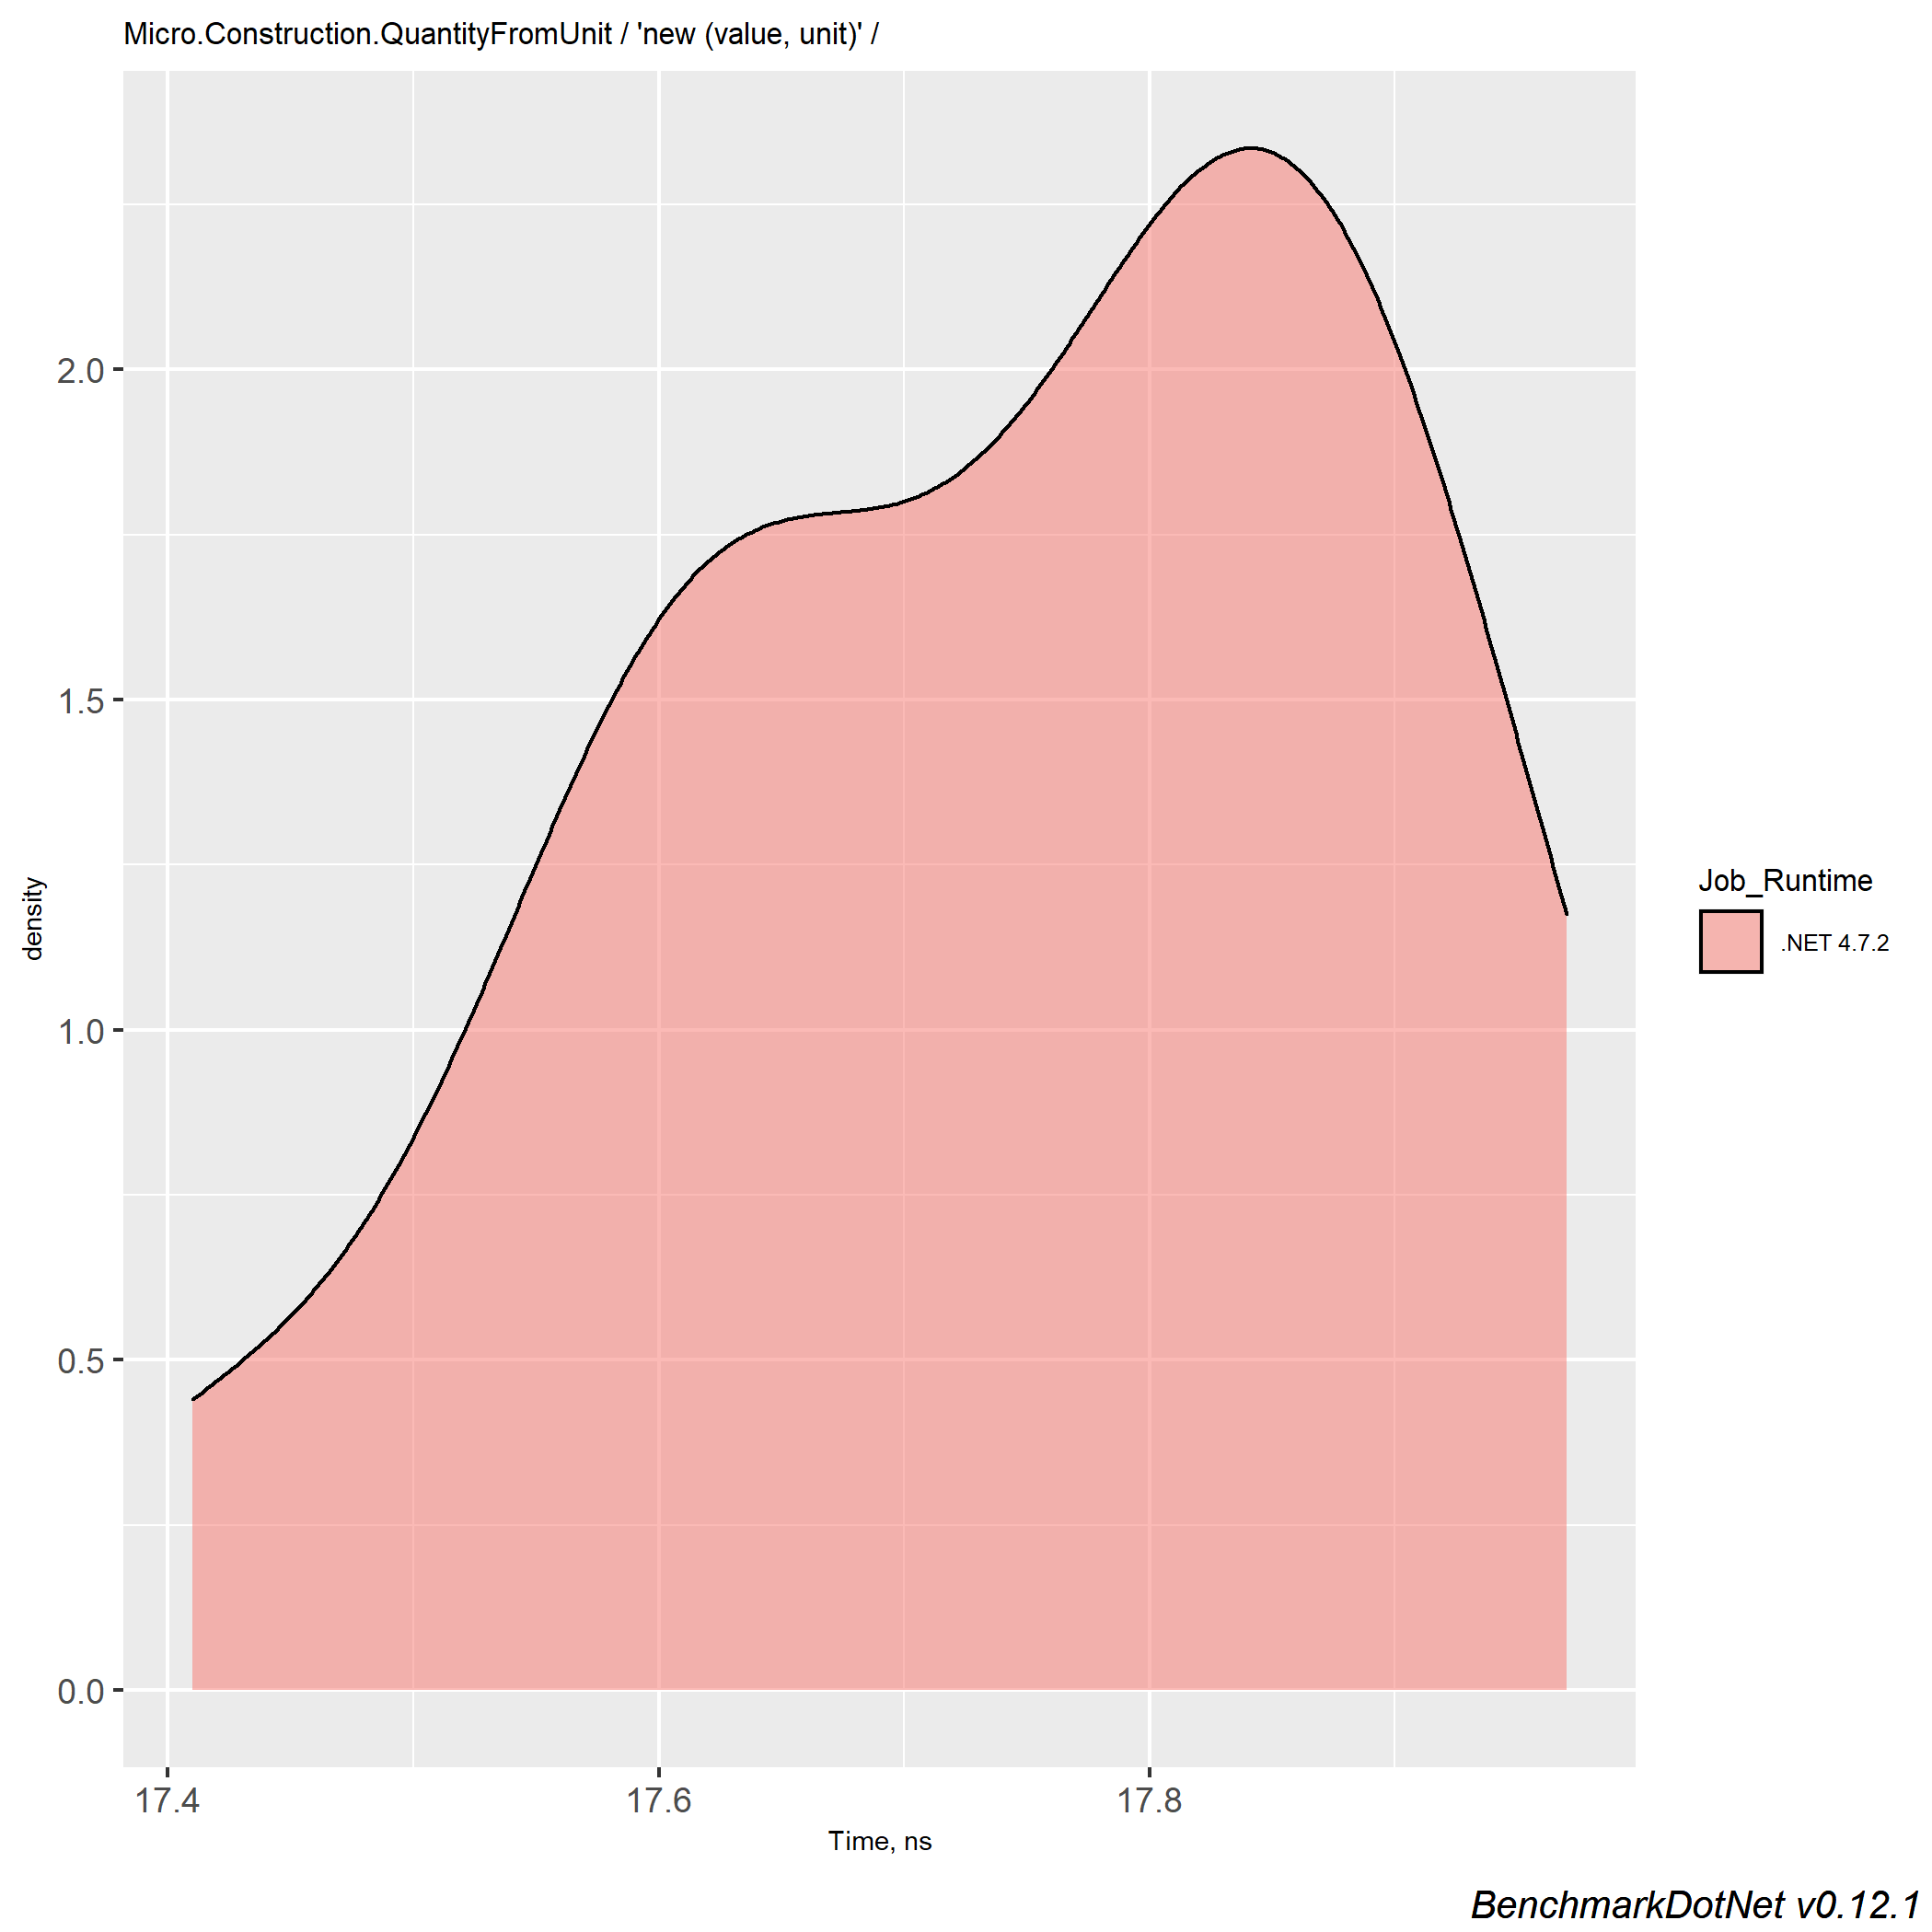 Micro.Construction.QuantityFromUnit / 'new (value, unit)' /
density
2.0
1.5
1.0
0.5
0.0
17.4 17.6 17.8
Time, ns
Job_Runtime
.NET 4.7.2
BenchmarkDotNet v0.12.1